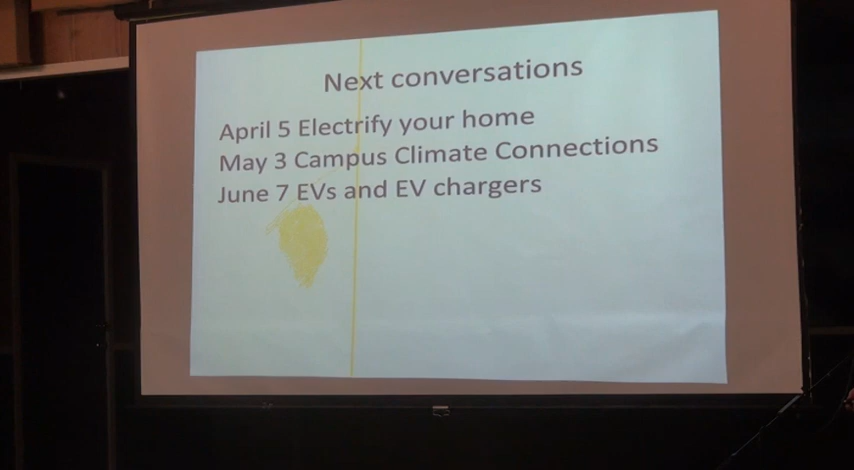 Next conversations
April 5 Electrify your home
May 3 Campus Climate Connections
June 7 EVs and EV chargers